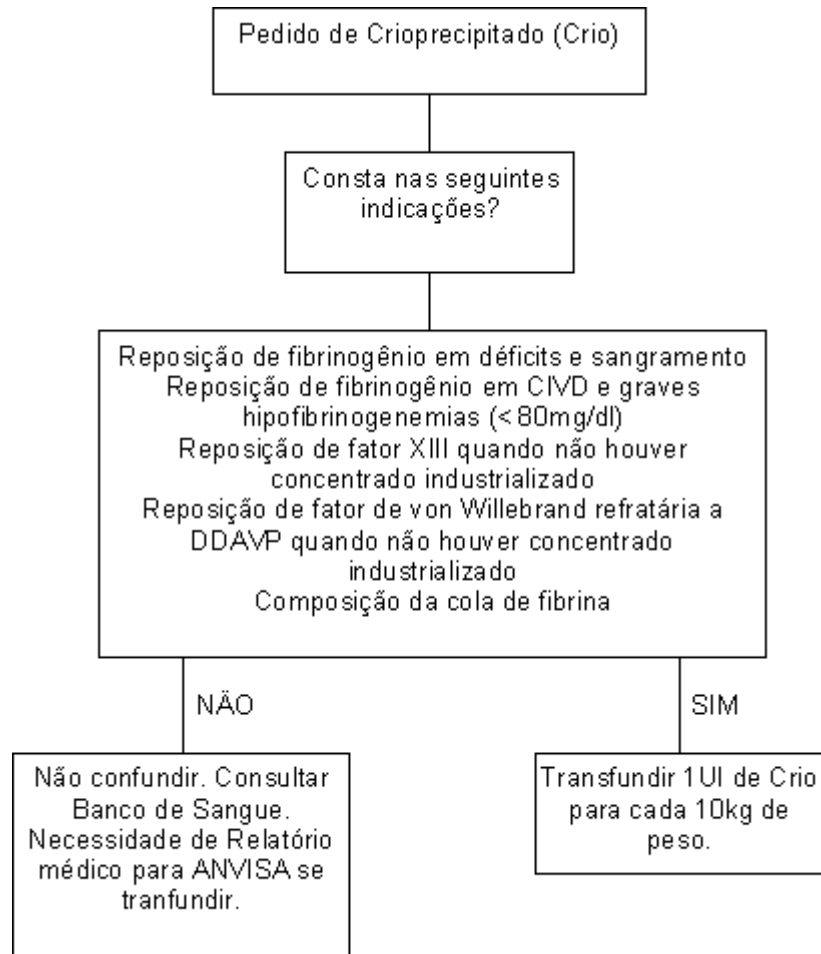 Pedido de Crioprecipitado (Crio)
Consta nas seguintes
indicações?
Reposição de fibrinogênio em déficits e sangramento
Reposição de fibrinogênio em CIVD e graves
hipofibrinogenemias (<80mg/dl)
Reposição de fator XIII quando não houver
concentrado industrializado
Reposição de fator de von Willebrand refratária a
DDAVP quando não houver concentrado
industrializado
Composição da cola de fibrina
NÃO
SIM
Não confundir. Consultar
Banco de Sangue.
Necessidade de Relatório
médico para ANVISA se
tranfundir.
Transfundir 1UI de Crio
para cada 10kg de
peso.